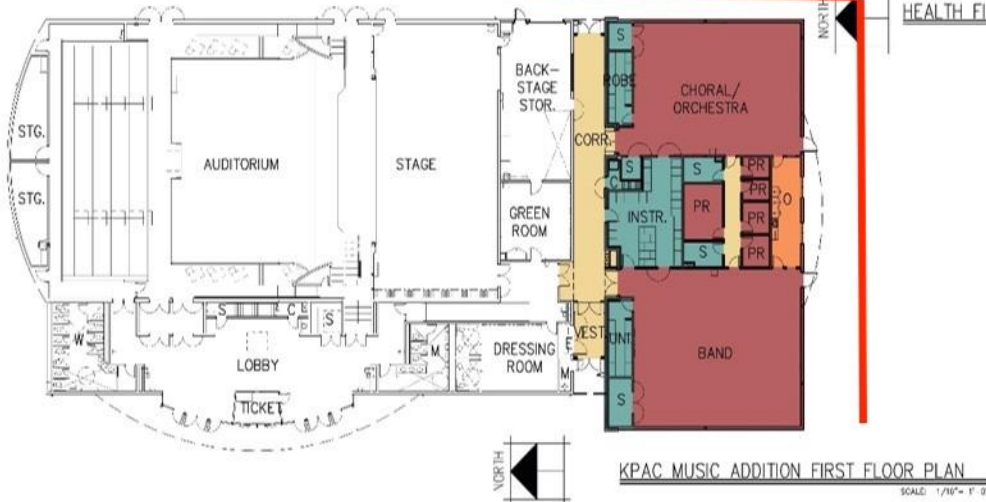 NORTH
HEALTH FI
S
BACK-
STAGE
STOR.
ROBE
CHORAL/
ORCHESTRA
STG.
CORR.
AUDITORIUM
STAGE
S
S
PR
C
PR
O
STG.
GREEN
ROOM
INSTR.
PR
PR
S
PR
S
C
S
VEST.
UNI.
W
LOBBY
M
DRESSING
ROOM
E
M
BAND
TICKET
S
NORTH
KPAC MUSIC ADDITION FIRST FLOOR PLAN